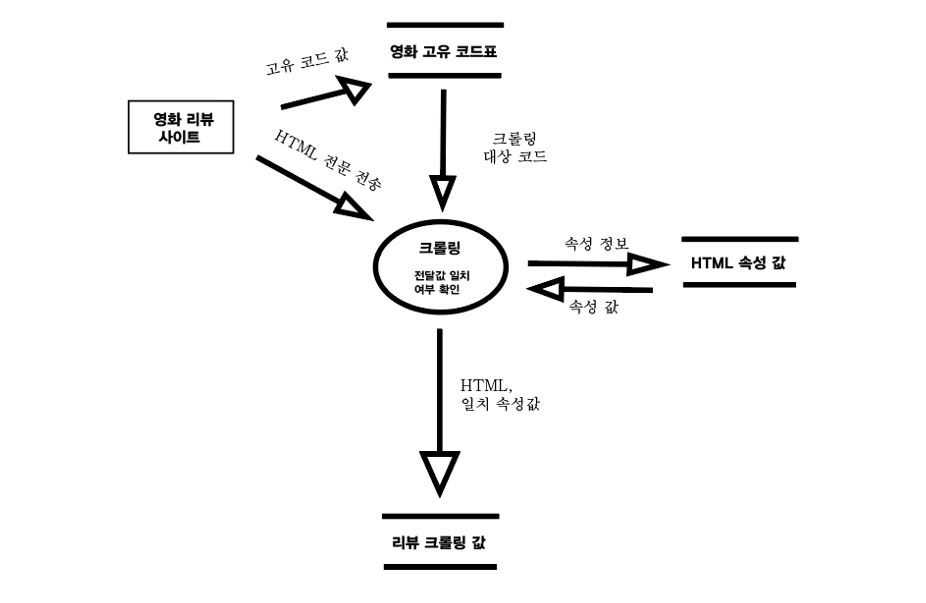 영화 고유 코드표
고유 코드 값
영화 리뷰
사이트
HTML 전문 전송
크롤링
대상 코드
크롤링
전달값 일치
여부 확인
속성 정보
HTML 속성 값
속성 값
HTML,
일치 속성값
리뷰 크롤링 값